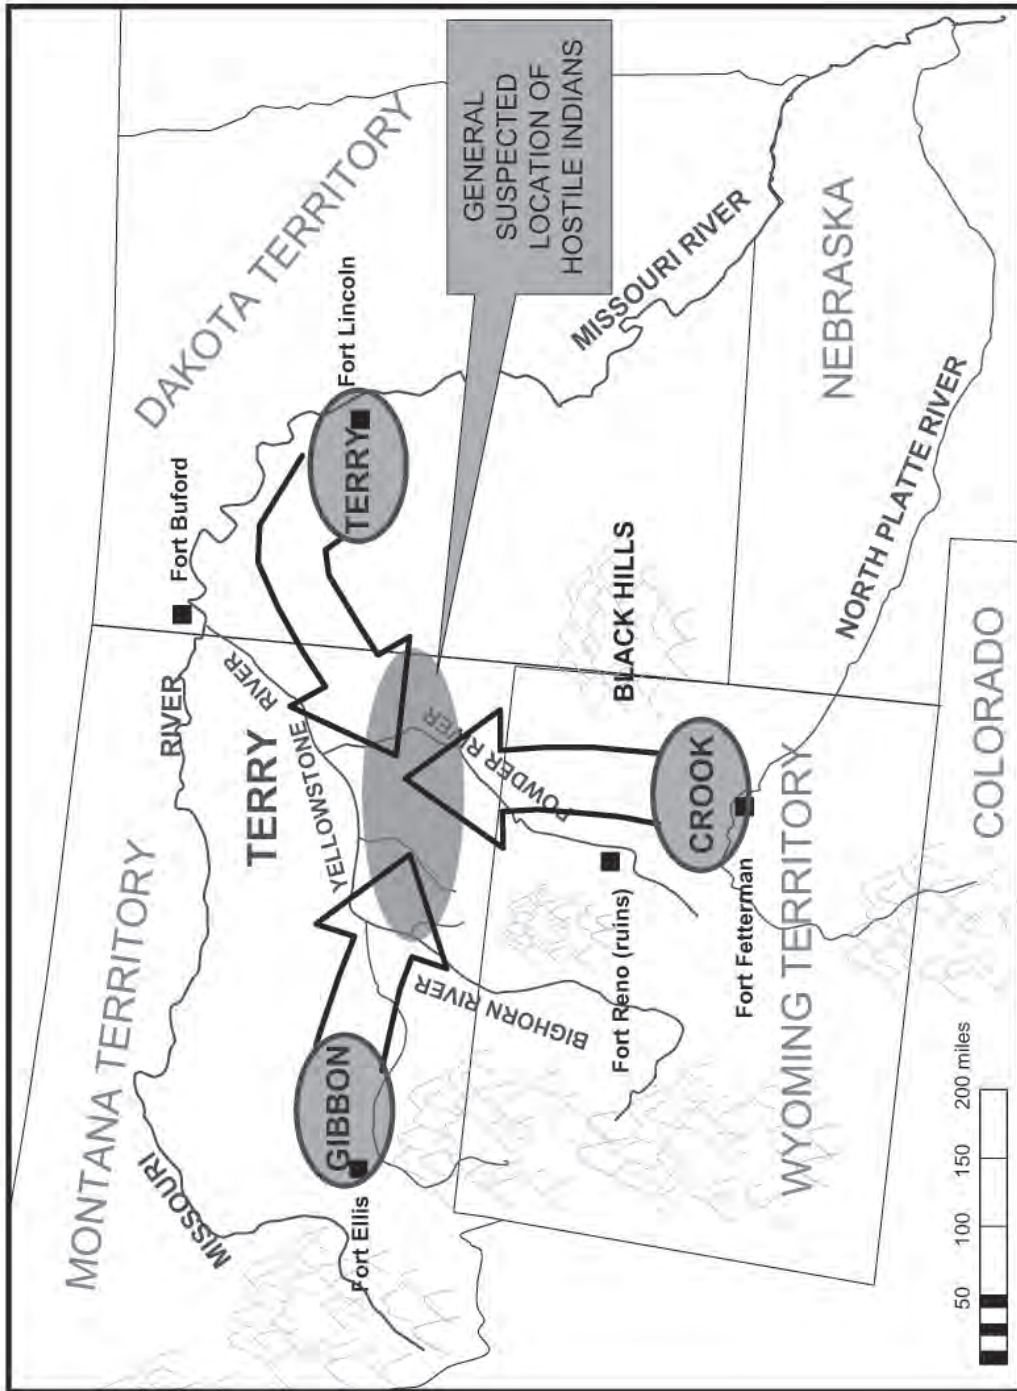 MONTANA TERRITORY
DAKOTA TERRITORY
MISSOURI
RIVER
Fort Buford
TERRY
YELLOWSTONE
RIVER
Fort Ellis
GIBBON
TERRY
Fort Lincoln
GENERAL
SUSPECTED
LOCATION OF
HOSTILE INDIANS
BIGHORN RIVER
POWDER RIVER
MISSOURI RIVER
Fort Reno (ruins)
BLACK HILLS
CROOK
Fort Fetterman
WYOMING TERRITORY
NEBRASKA
NORTH PLATTE RIVER
COLORADO
50 100 150 200 miles